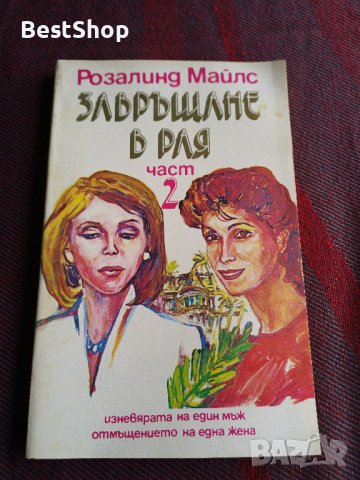 BestShop
Розалинд Майлс
ЗАВРЪЩАНЕ
В РАЯ
част
2
изневярата на един мъж
отмъщението на една жена
BAZAR